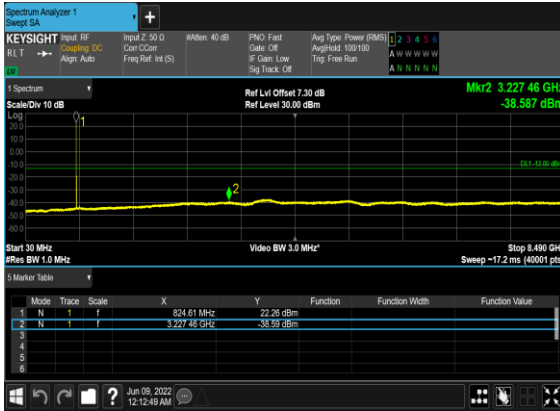 Spectrum Analyzer 1
Swept SA
+
KEYSIGHT Input: RF Input Z: 50 Ω #Atten: 40 dB PNO: Fast Avg Type: Power (RMS) 1 2 3 4 5 6
RLT Coupling: DC Corr CCorr Gate: Off Avg|Hold: 100/100 A W W W W W
Align: Auto Freq Ref: Int (S) IF Gain: Low Trig: Free Run
Sig Track: Off A N N N N N
1 Spectrum Ref Lvl Offset 7.30 dB Mkr2 3.227 46 GHz
Scale/Div 10 dB Ref Level 30.00 dBm -38.587 dBm
Log
1
20.0
10.0
0.00
-10.0 DL1 -13.00 dBm
-20.0
-30.0 2
-40.0
-50.0
-60.0
Start 30 MHz Video BW 3.0 MHz* Stop 8.490 GHz
#Res BW 1.0 MHz Sweep ~17.2 ms (40001 pts)
5 Marker Table
Mode Trace Scale X Y Function Function Width Function Value
1 N 1 f 824.61 MHz 22.26 dBm
2 N 1 f 3.227 46 GHz -38.59 dBm
3
4
5
6
? Jun 09, 2022
12:12:49 AM